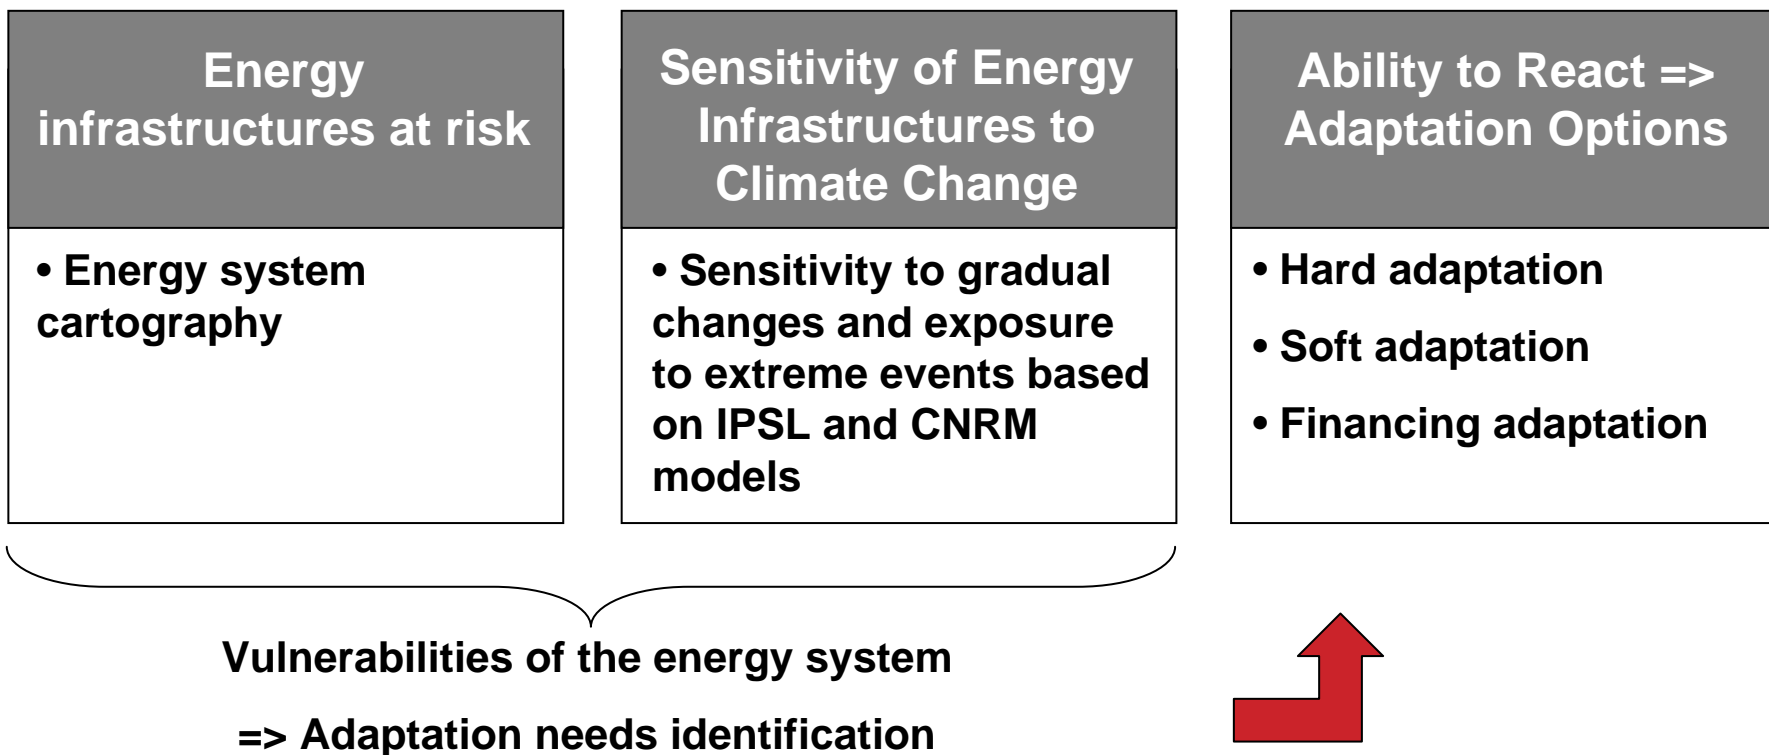 Energy
infrastructures at risk
• Energy system
cartography
Sensitivity of Energy
Infrastructures to
Climate Change
• Sensitivity to gradual
changes and exposure
to extreme events based
on IPSL and CNRM
models
Ability to React =>
Adaptation Options
• Hard adaptation
• Soft adaptation
• Financing adaptation
Vulnerabilities of the energy system
=> Adaptation needs identification